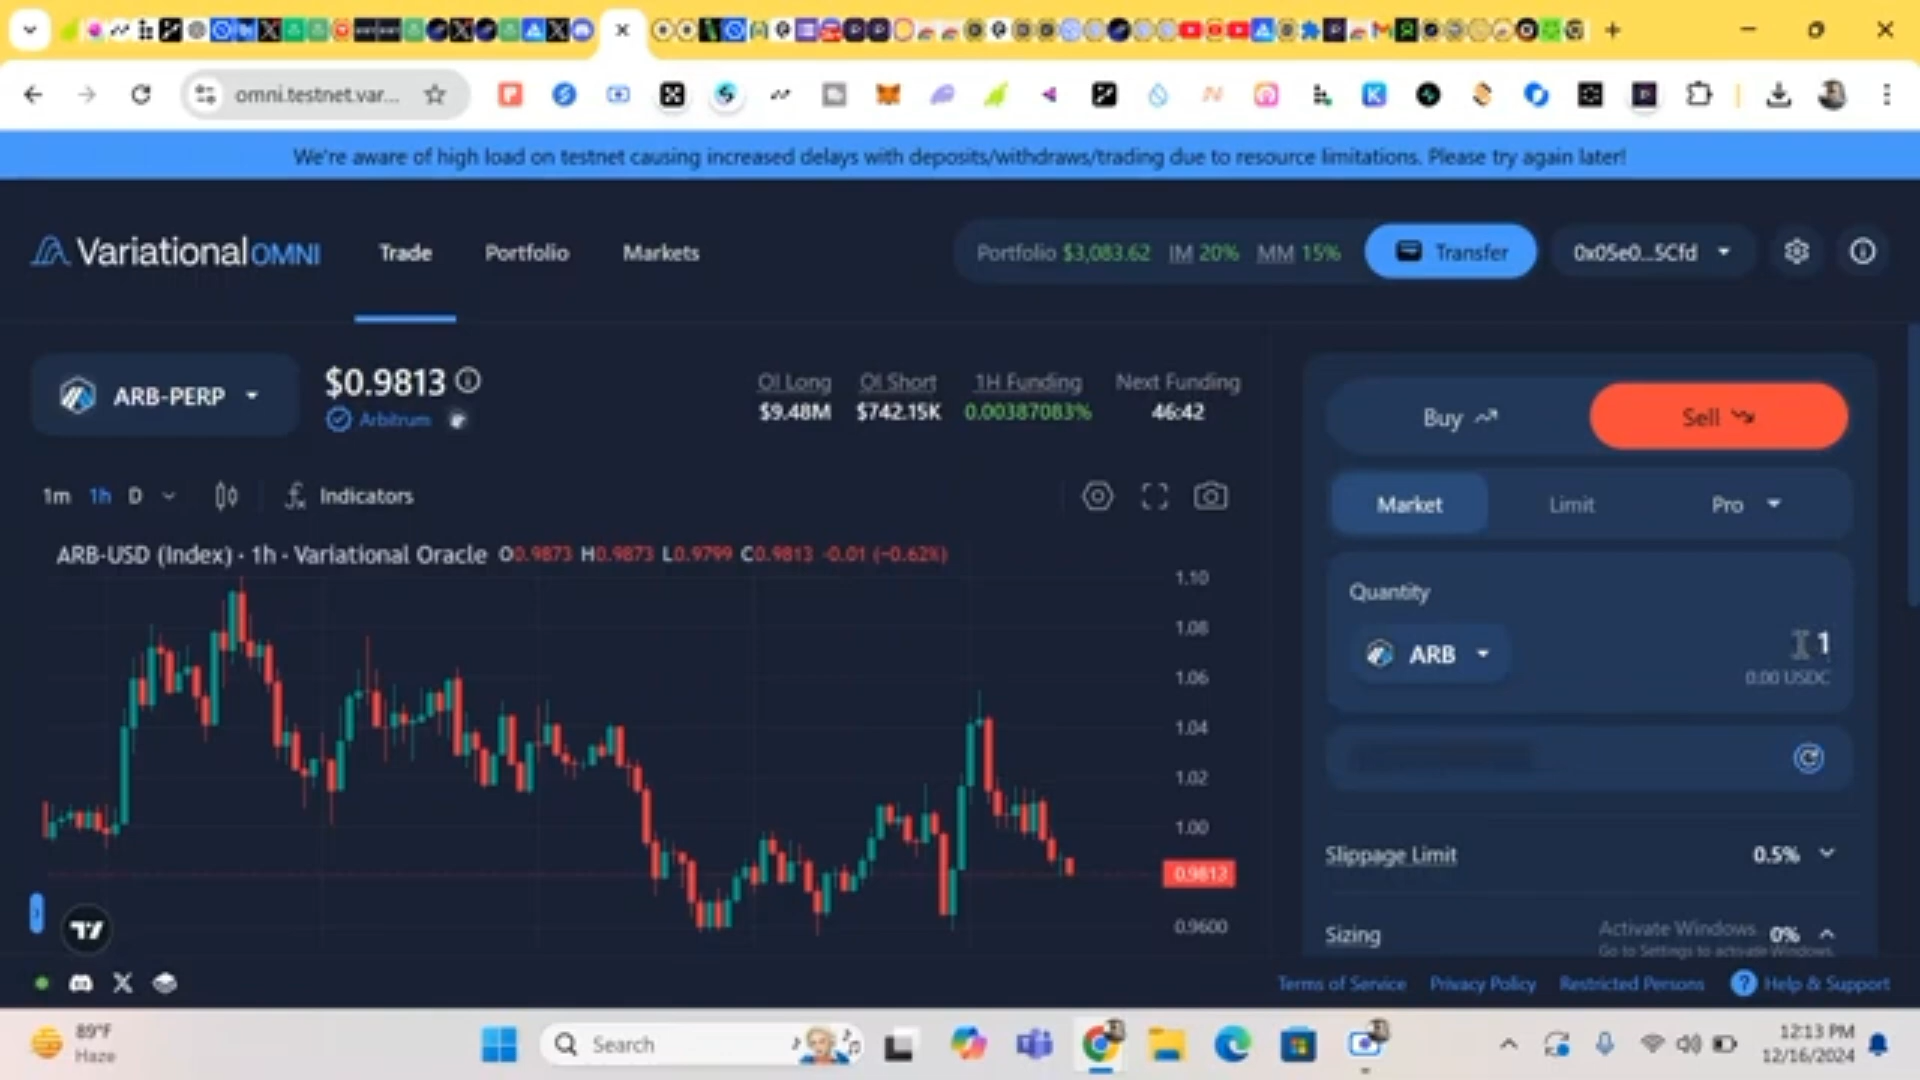 omni.testnet.var...
We're aware of high load on testnet causing increased delays with deposits/withdraws/trading due to resource limitations. Please try again later!
Variational OMNI
Trade
Portfolio
Markets
Portfolio $3,083.62 IM 20% MM 15%
Transfer
0x05e0...5Cfd
ARB-PERP
$0.9813
Arbitrum
OI Long
$9.48M
OI Short
$742.15K
1H Funding
0.00387083%
Next Funding
46:42
Buy
Sell
1m 1h D
Indicators
Market
Limit
Pro
ARB-USD (Index) · 1h · Variational Oracle O0.9873 H0.9873 L0.9799 C0.9813 -0.01 (-0.62%)
1.10
1.08
1.06
1.04
1.02
1.00
0.9813
0.9600
Quantity
ARB
1
0.00 USDC
Slippage Limit
0.5%
Sizing
0%
Activate Windows
Go to Settings to activate Windows.
Terms of Service
Privacy Policy
Restricted Persons
Help & Support
89°F
Haze
Search
12:13 PM
12/16/2024